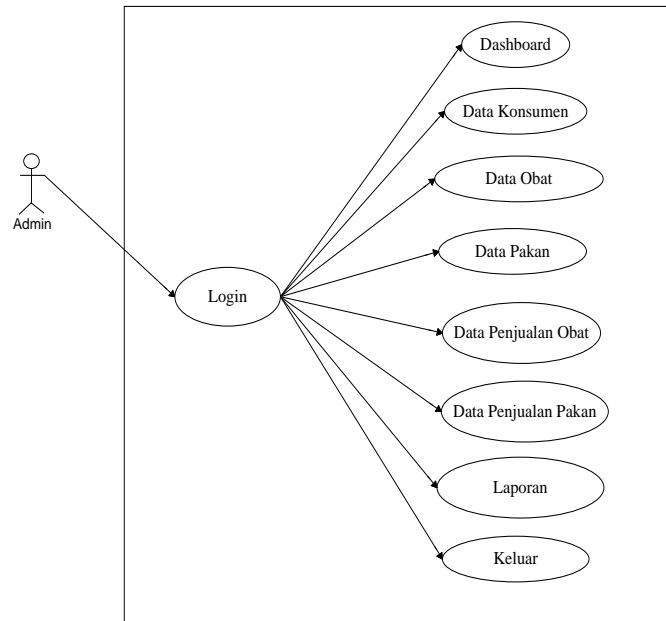 Dashboard
Data Konsumen
Data Obat
Admin
Data Pakan
Login
Data Penjualan Obat
Data Penjualan Pakan
Laporan
Keluar